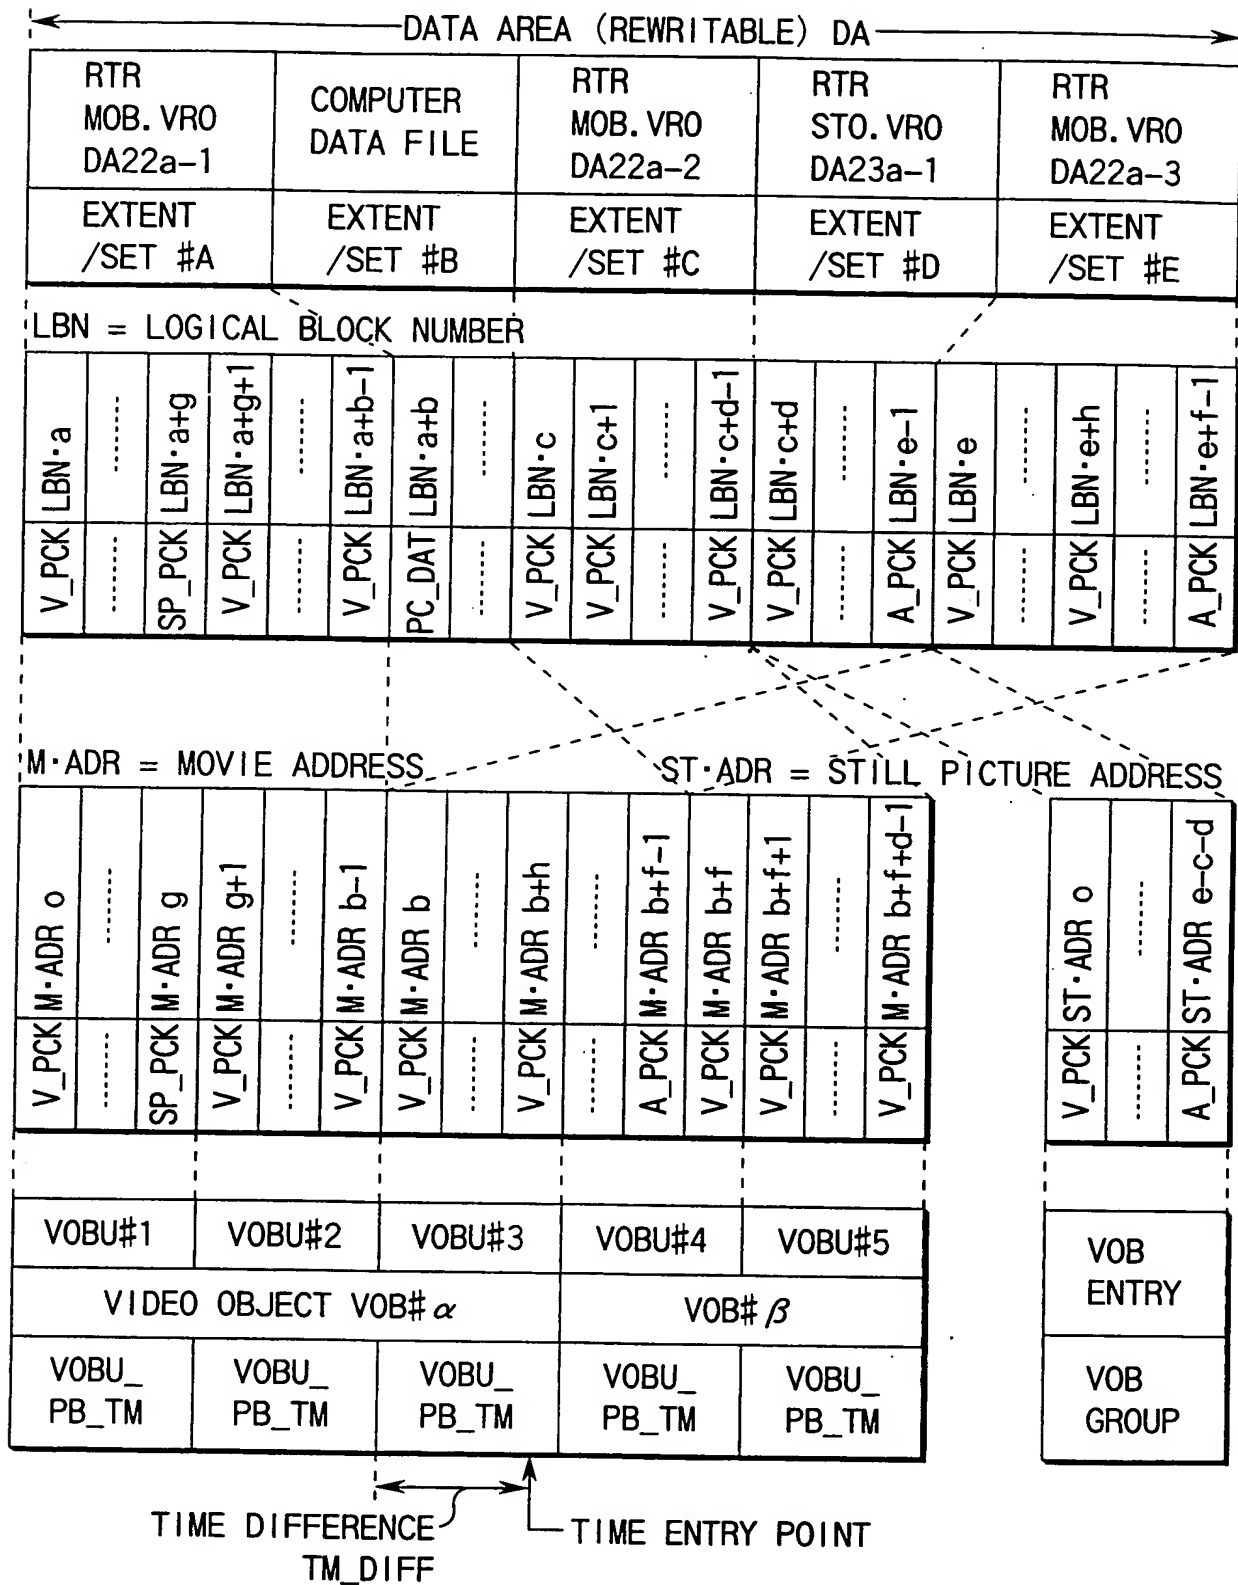 DATA AREA (REWRITABLE) DA
RTR
MOB.VRO
DA22a-1
COMPUTER
DATA FILE
RTR
MOB.VRO
DA22a-2
RTR
STO.VRO
DA23a-1
RTR
MOB.VRO
DA22a-3
EXTENT
/SET #A
EXTENT
/SET #B
EXTENT
/SET #C
EXTENT
/SET #D
EXTENT
/SET #E
LBN = LOGICAL BLOCK NUMBER
LBN·a
LBN·a+g
LBN·a+g+1
LBN·a+b-1
LBN·a+b
LBN·c
LBN·c+1
LBN·c+d-1
LBN·c+d
LBN·e-1
LBN·e
LBN·e+h
LBN·e+f-1
V_PCK
SP_PCK
V_PCK
V_PCK
PC_DAT
V_PCK
V_PCK
V_PCK
V_PCK
A_PCK
V_PCK
V_PCK
A_PCK
M·ADR = MOVIE ADDRESS
ST·ADR = STILL PICTURE ADDRESS
M·ADR o
M·ADR g
M·ADR g+1
M·ADR b-1
M·ADR b
M·ADR b+h
M·ADR b+f-1
M·ADR b+f
M·ADR b+f+1
M·ADR b+f+d-1
ST·ADR o
ST·ADR e-c-d
V_PCK
SP_PCK
V_PCK
V_PCK
V_PCK
V_PCK
A_PCK
V_PCK
V_PCK
V_PCK
V_PCK
A_PCK
VOBU#1
VOBU#2
VOBU#3
VOBU#4
VOBU#5
VOB
ENTRY
VIDEO OBJECT VOB# α
VOB# β
VOBU_
PB_TM
VOBU_
PB_TM
VOBU_
PB_TM
VOBU_
PB_TM
VOBU_
PB_TM
VOB
GROUP
TIME DIFFERENCE
TM_DIFF
TIME ENTRY POINT